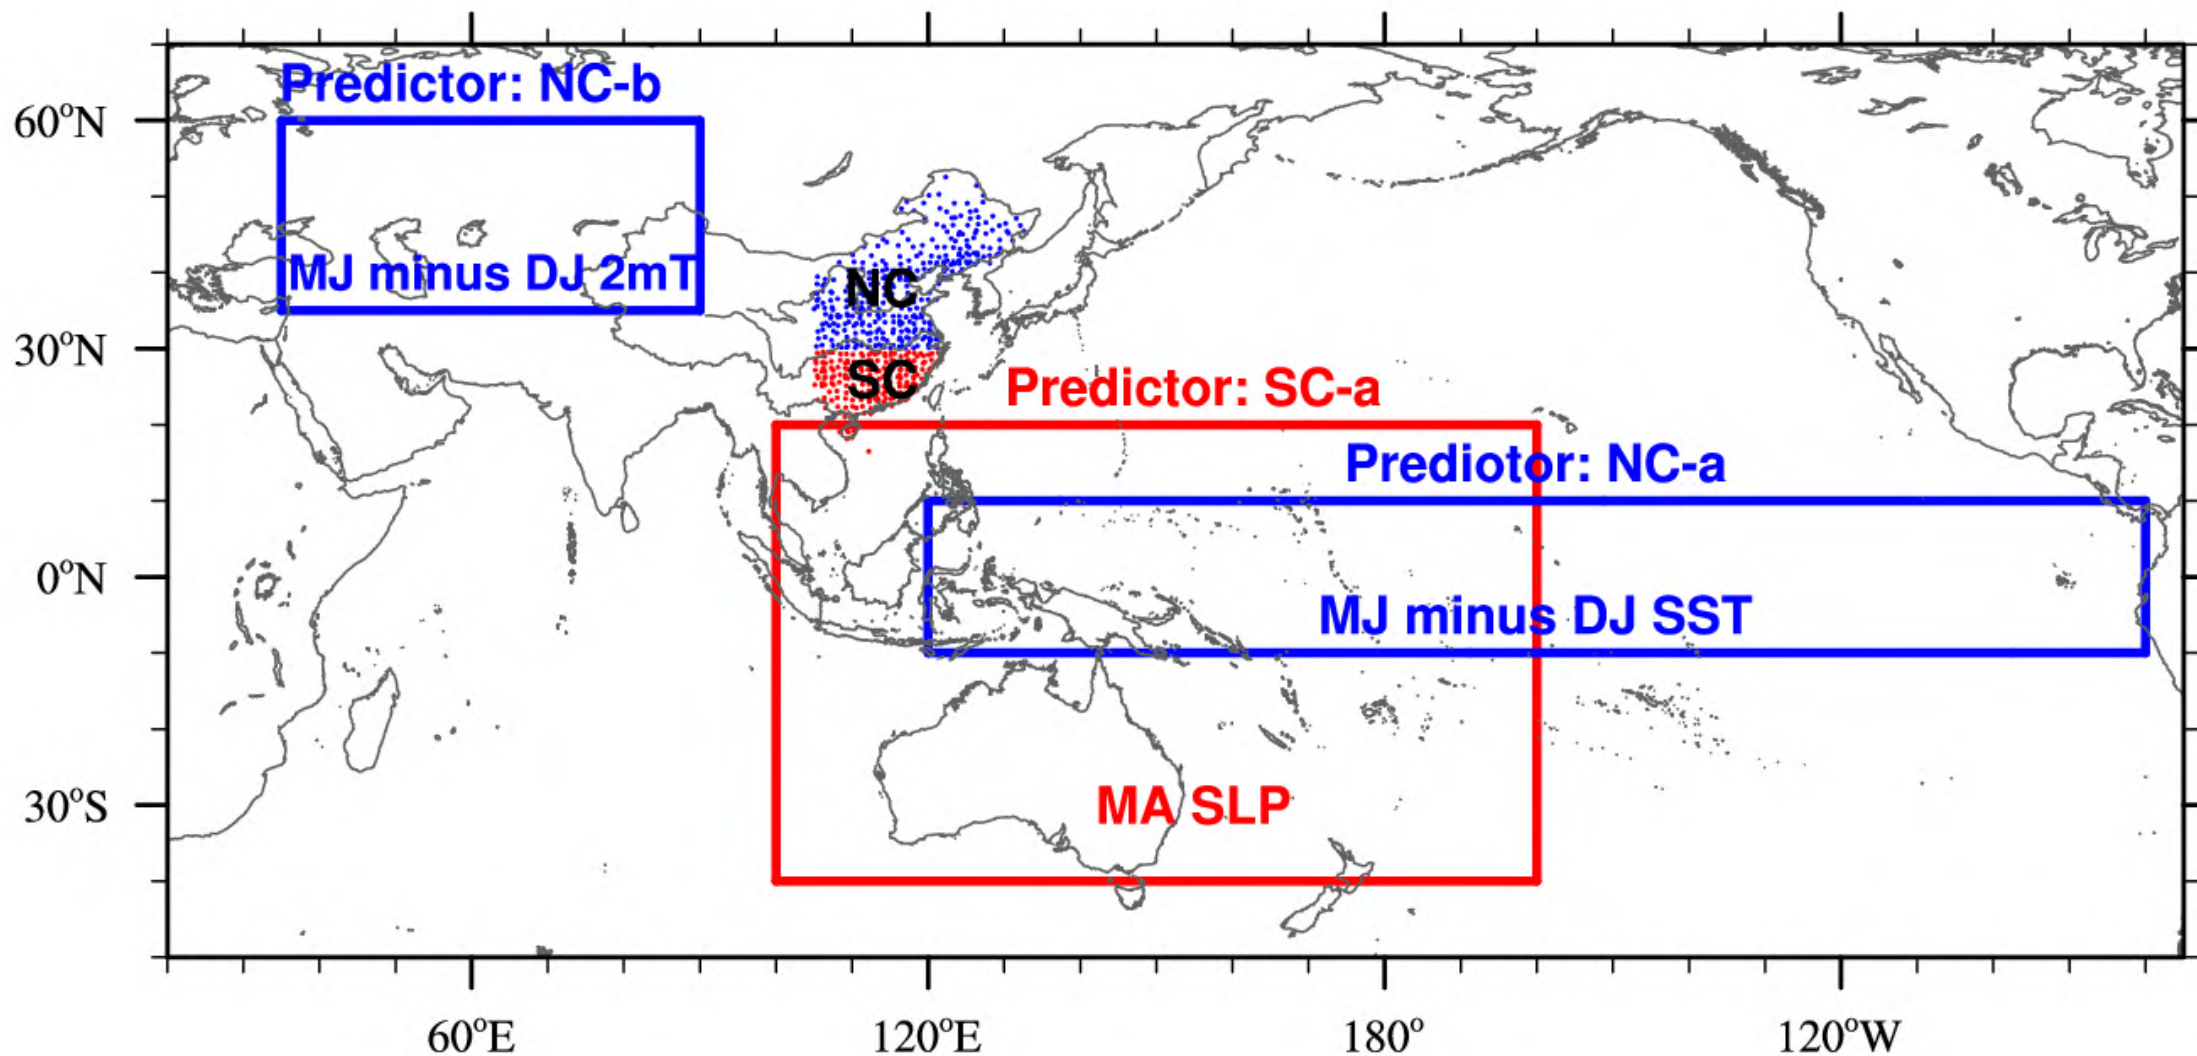 Predictor: NC-b
60°N
MJ minus DJ 2mT
NC
30°N
SC
Predictor: SC-a
Prediotor: NC-a
0°N
MJ minus DJ SST
30°S
MA SLP
60°E 120°E 180° 120°W